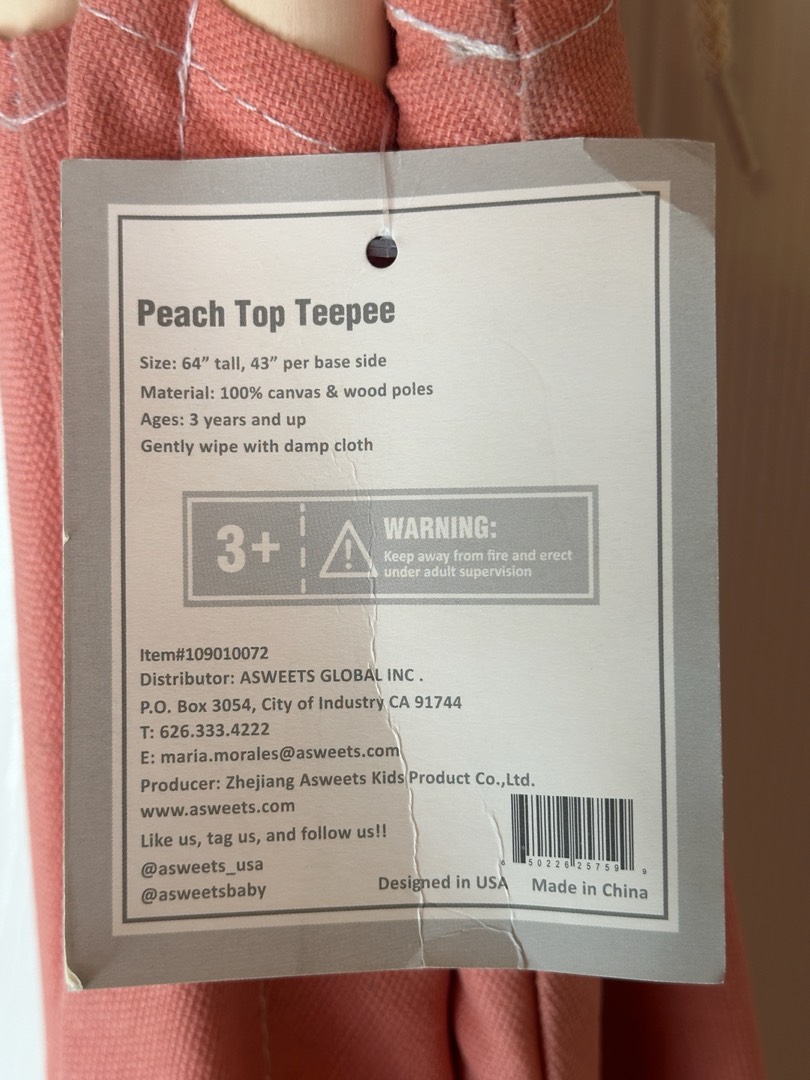 Peach Top Teepee
Size: 64” tall, 43” per base side
Material: 100% canvas & wood poles
Ages: 3 years and up
Gently wipe with damp cloth
3+
WARNING:
Keep away from fire and erect
under adult supervision
Item#109010072
Distributor: ASWEETS GLOBAL INC .
P.O. Box 3054, City of Industry CA 91744
T: 626.333.4222
E: maria.morales@asweets.com
Producer: Zhejiang Asweets Kids Product Co.,Ltd.
www.asweets.com
Like us, tag us, and follow us!!
@asweets_usa
@asweetsbaby
6 50226 25759 9
Designed in USA Made in China